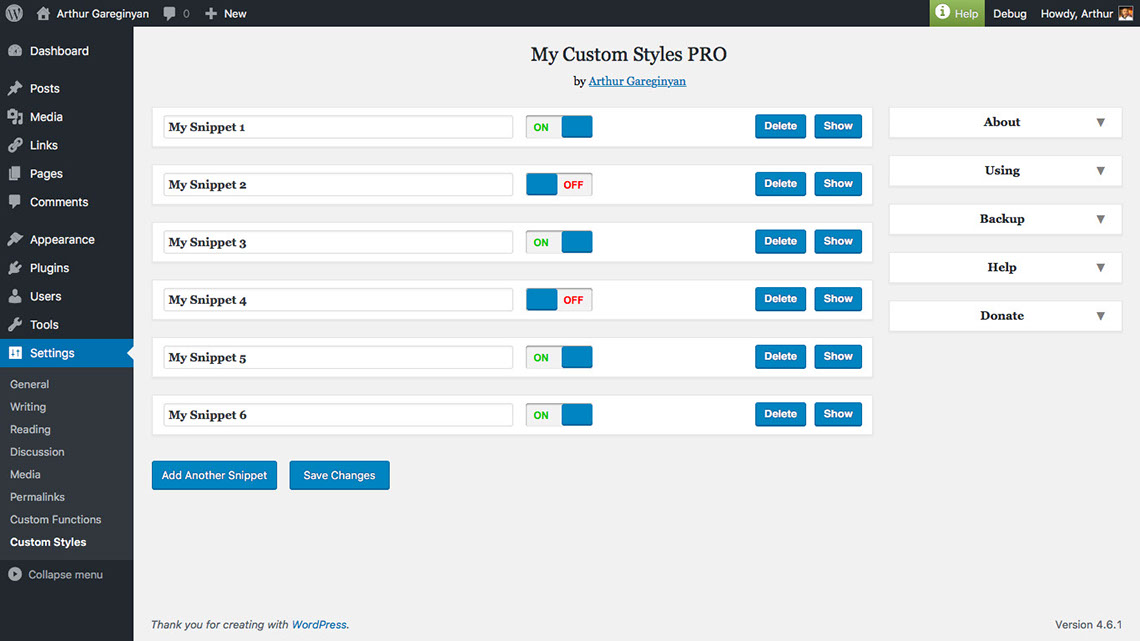 Arthur Gareginyan 0 New Help Debug Howdy, Arthur
Dashboard
Posts
Media
Links
Pages
Comments
Appearance
Plugins
Users
Tools
Settings
General
Writing
Reading
Discussion
Media
Permalinks
Custom Functions
Custom Styles
Collapse menu
My Custom Styles PRO
by Arthur Gareginyan
My Snippet 1 ON Delete Show
My Snippet 2 OFF Delete Show
My Snippet 3 ON Delete Show
My Snippet 4 OFF Delete Show
My Snippet 5 ON Delete Show
My Snippet 6 ON Delete Show
Add Another Snippet Save Changes
About
Using
Backup
Help
Donate
Thank you for creating with WordPress. Version 4.6.1